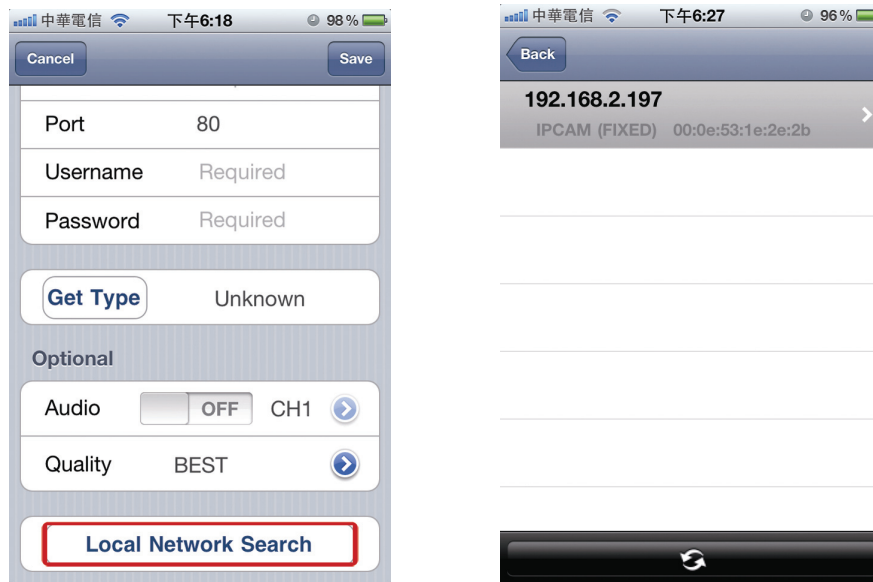 中華電信 下午6:18 98%
Cancel Save
Port 80
Username Required
Password Required
Get Type Unknown
Optional
Audio OFF CH1
Quality BEST
Local Network Search
中華電信 下午6:27 96%
Back
192.168.2.197
IPCAM (FIXED) 00:0e:53:1e:2e:2b